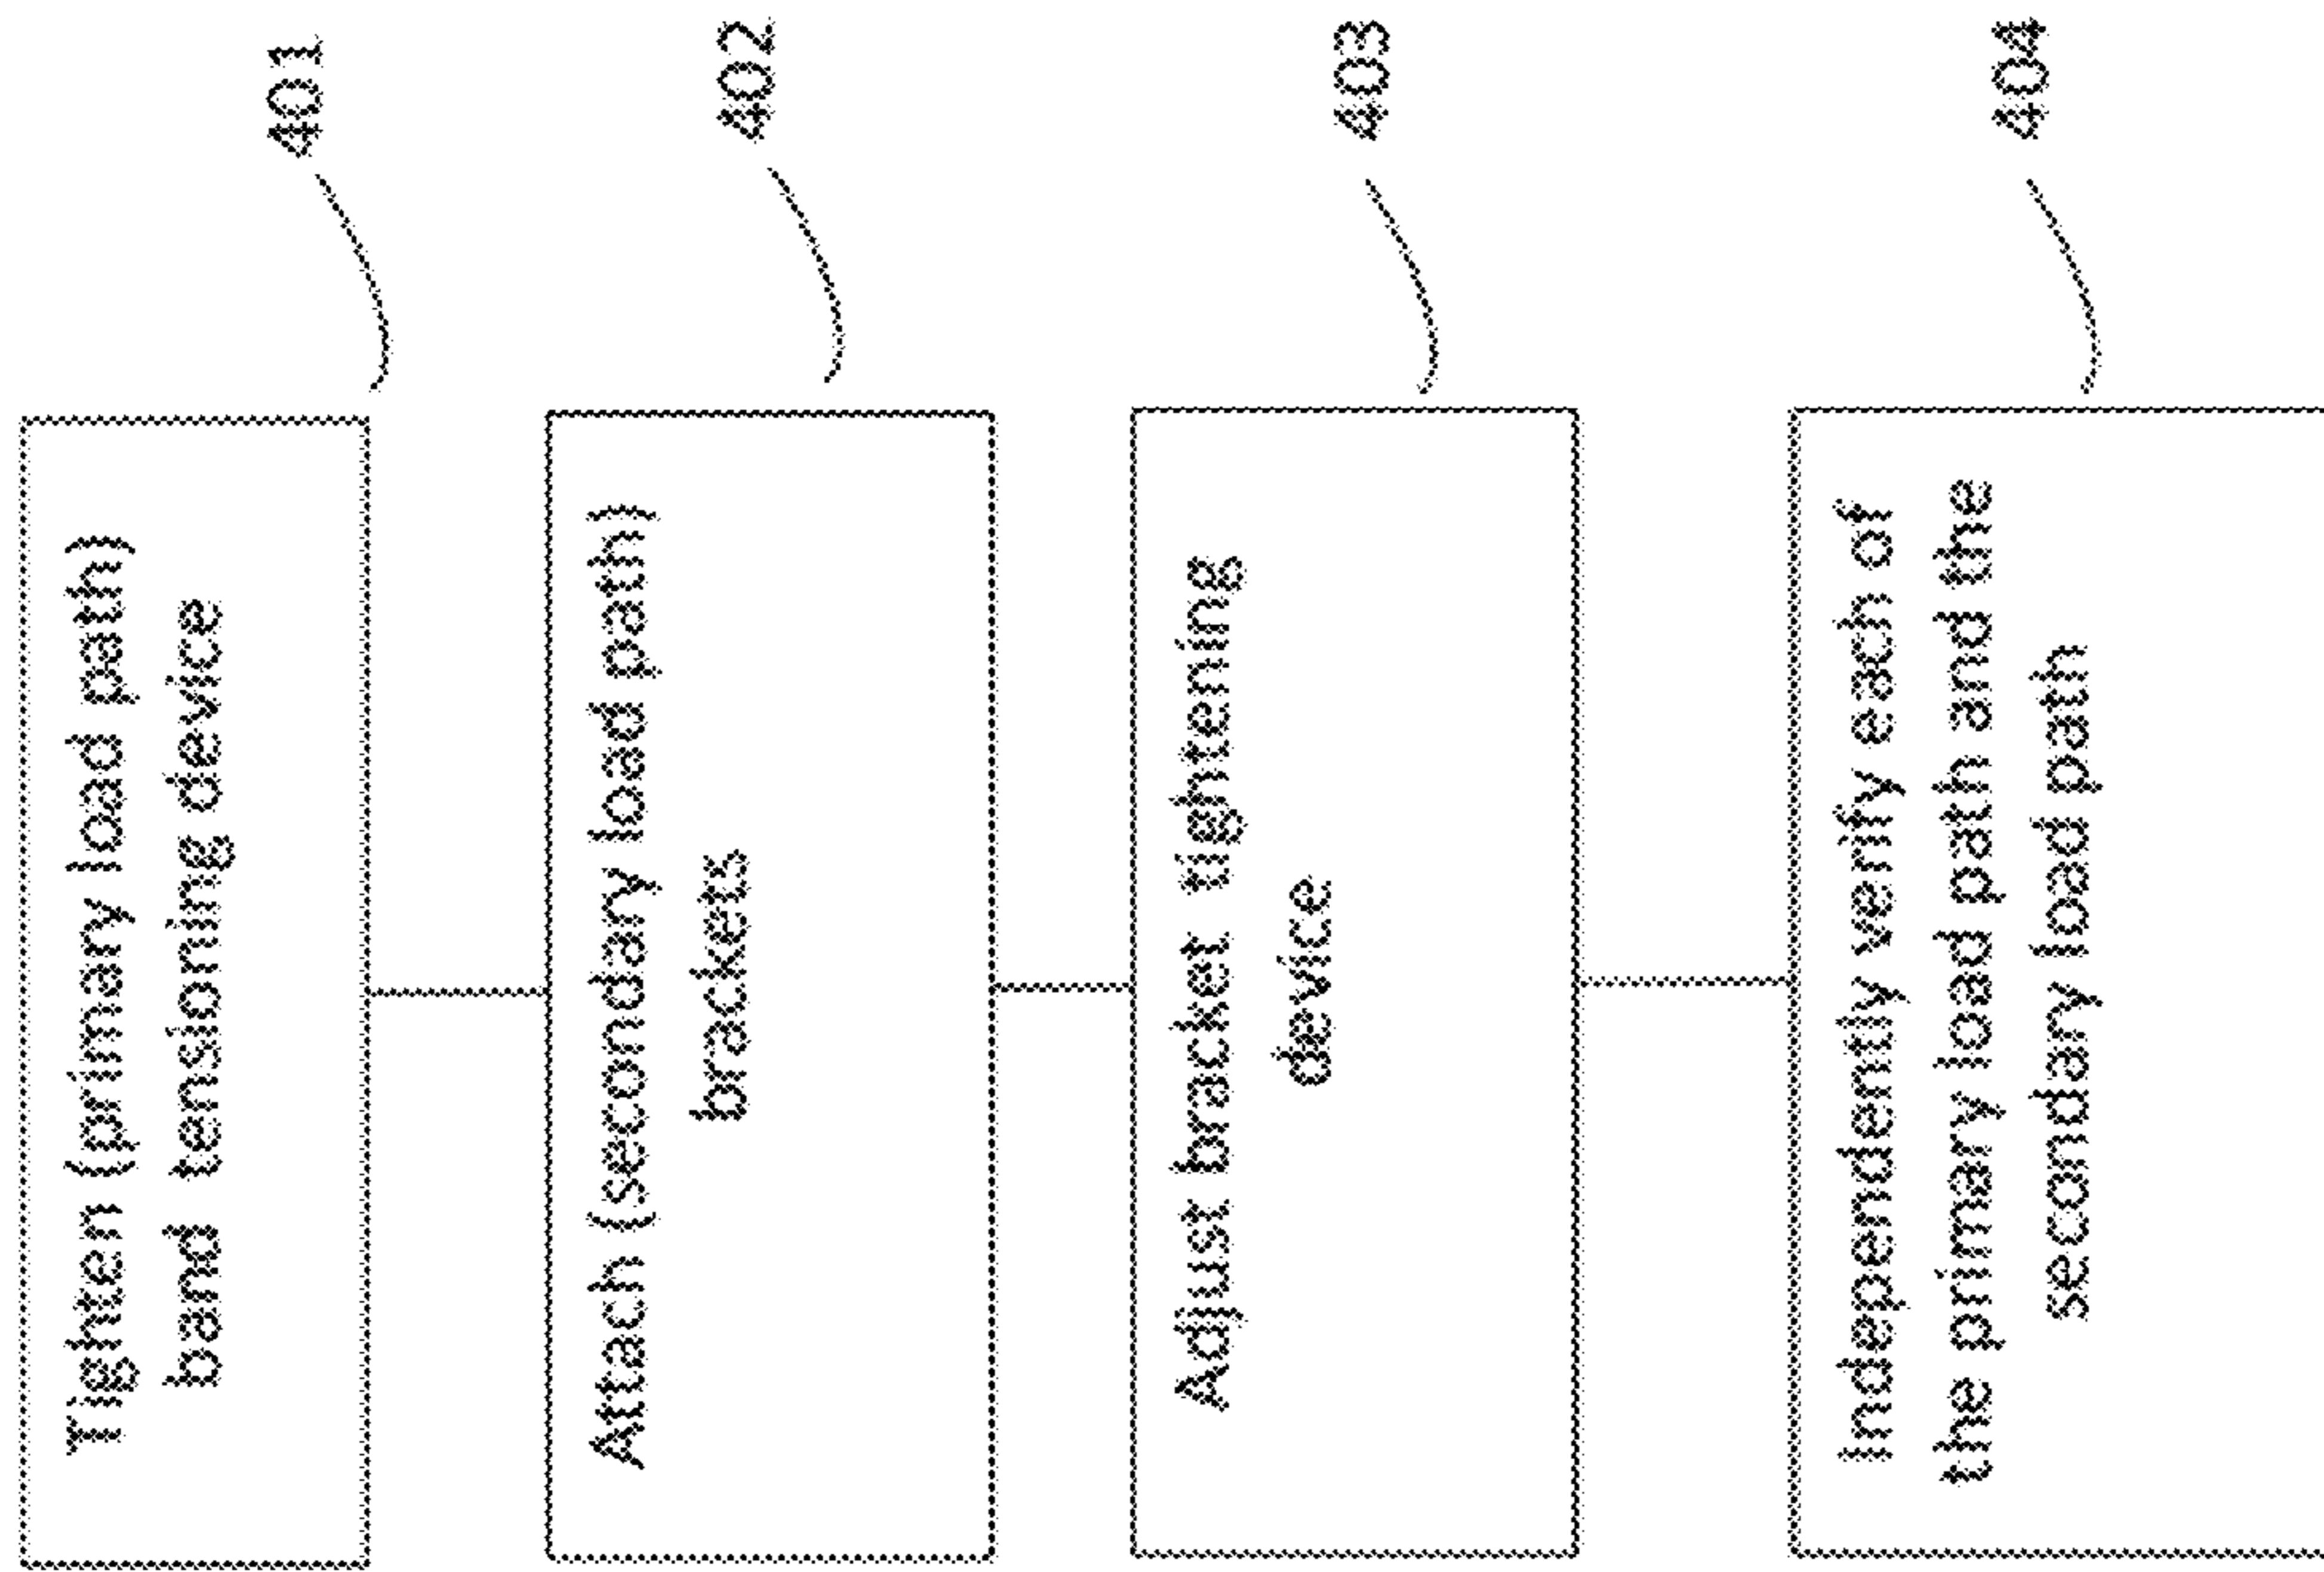 Tighten (primary load path)
band tensioning device
401
Attach (secondary load path)
brackets
402
Adjust bracket tightening
device
403
Independently verify each of
the primary load path and the
secondary load path
404